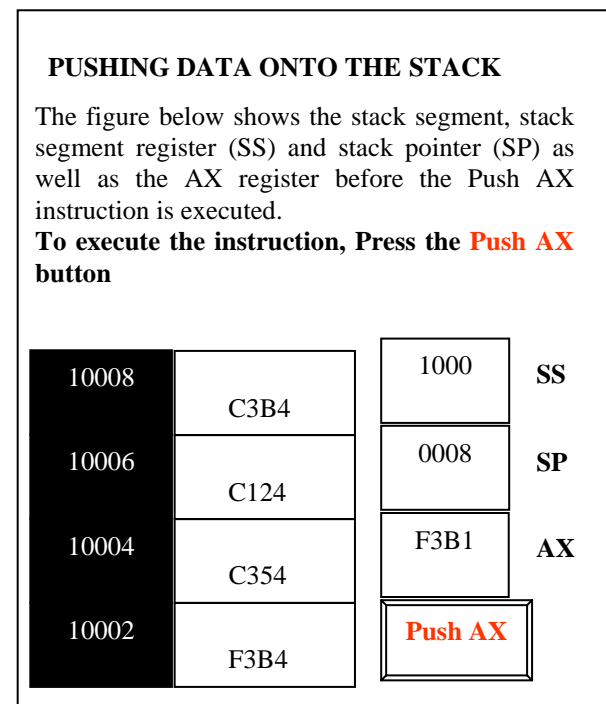 PUSHING DATA ONTO THE STACK
The figure below shows the stack segment, stack
segment register (SS) and stack pointer (SP) as
well as the AX register before the Push AX
instruction is executed.
To execute the instruction, Press the Push AX
button
10008
C3B4
1000
SS
10006
C124
0008
SP
10004
C354
F3B1
AX
10002
F3B4
Push AX